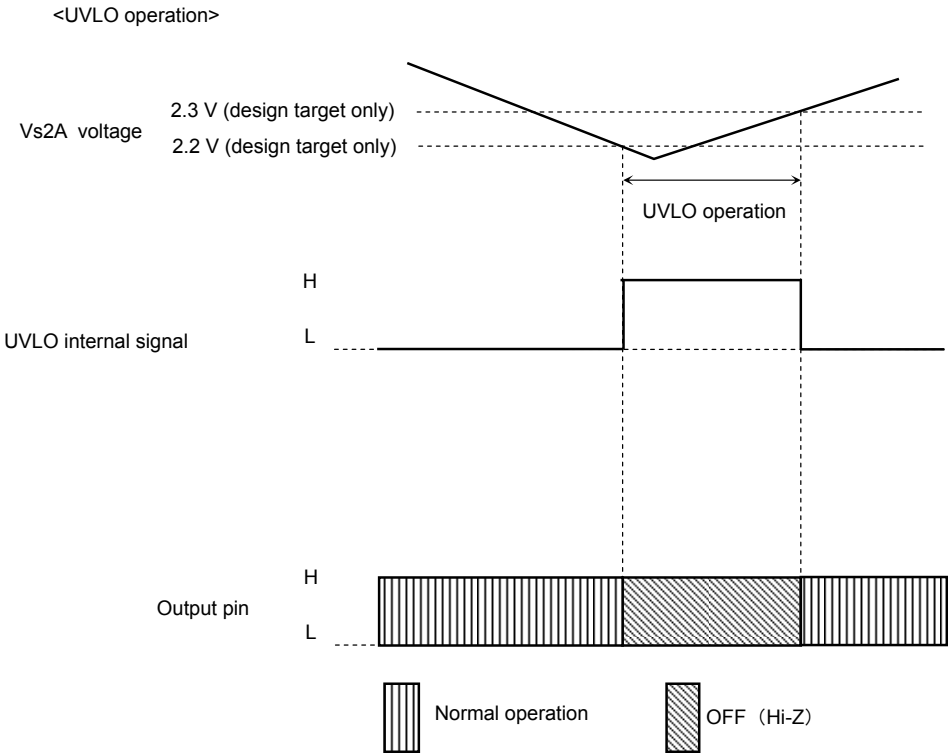 <UVLO operation>
2.3 V (design target only)
Vs2A voltage
2.2 V (design target only)
UVLO operation
H
UVLO internal signal
L
H
Output pin
L
Normal operation
OFF（Hi-Z）